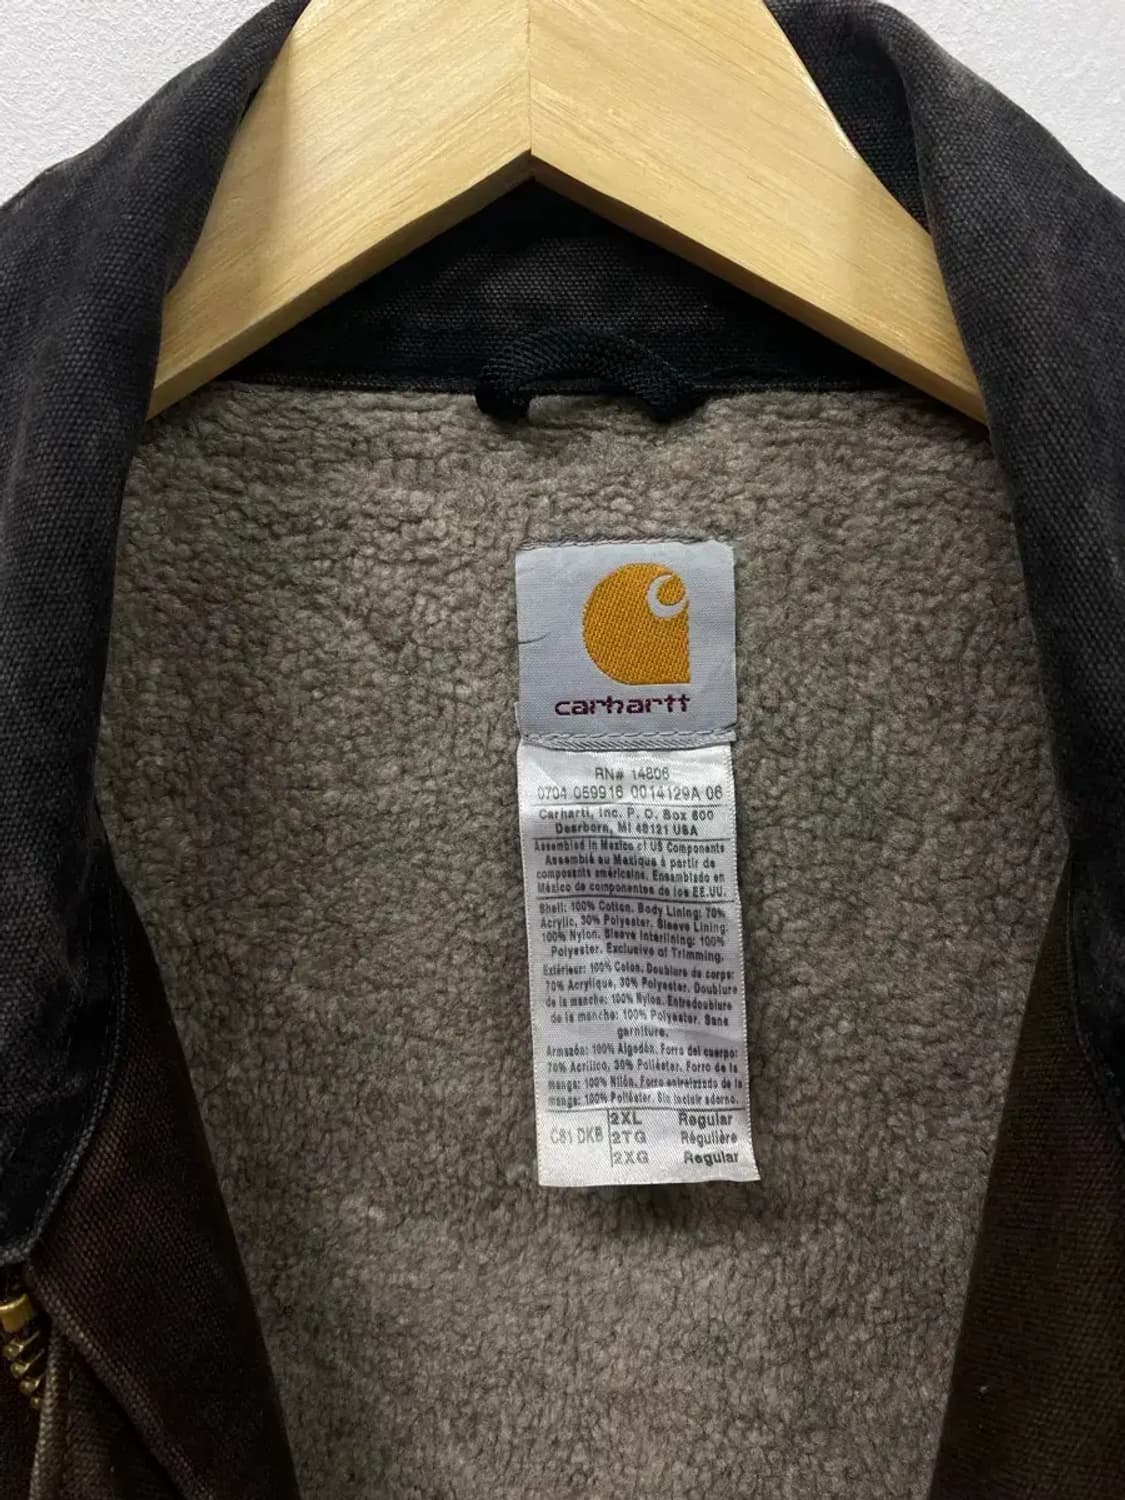 carhartt
RN# 14806
0704 059916 0014129A 06
Carhartt, Inc. P. O. Box 600
Dearborn, MI 48121 USA
Assembled in Mexico of US Components
Assemblé au Mexique à partir de
composants américains. Ensamblado en
México de componentes de los EE.UU.
Shell: 100% Cotton. Body Lining: 70%
Acrylic, 30% Polyester. Sleeve Lining:
100% Nylon. Sleeve Interlining: 100%
Polyester. Exclusive of Trimming.
Extérieur: 100% Coton. Doublure de corps:
70% Acrylique, 30% Polyester. Doublure
de la manche: 100% Nylon. Entredoublure
de la manche: 100% Polyester. Sans
garniture.
Armazón: 100% Algodón. Forro del cuerpo:
70% Acrílico, 30% Poliéster. Forro de la
manga: 100% Nilón. Forro entrelazado de la
manga: 100% Poliéster. Sin incluir adorno.
2XL Regular
C61 DKB 2TG Régulière
2XG Regular